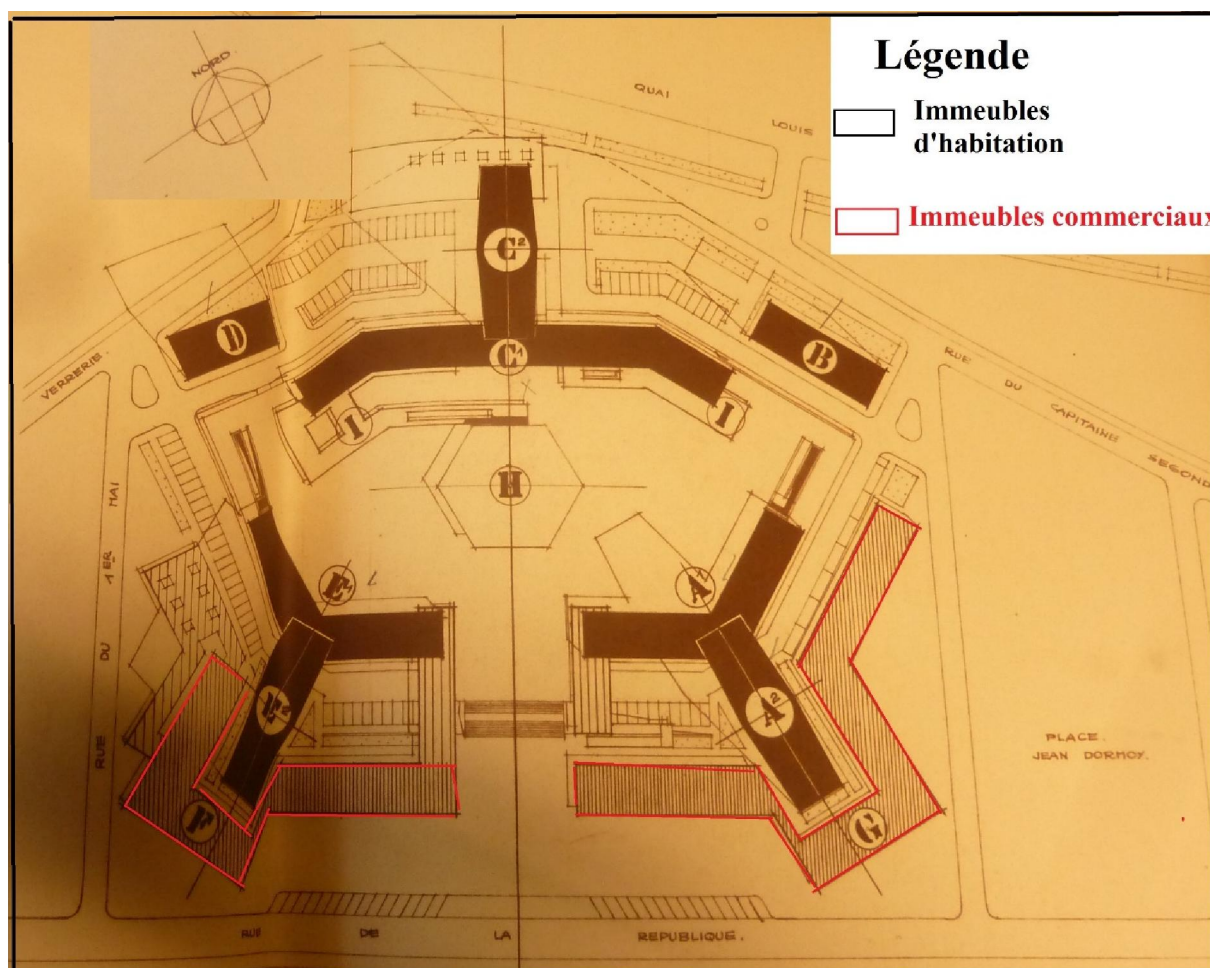 Légende
Immeubles
d'habitation
Immeubles commerciaux
NORD
QUAI
LOUIS
C²
D
C¹
B
VERRERIE
I
I
RUE DU CAPITAINE SEGOND
H
RUE DU 1ER MAI
E¹
A¹
E²
A²
PLACE.
JEAN DORMOY.
F
G
RUE DE LA REPUBLIQUE.